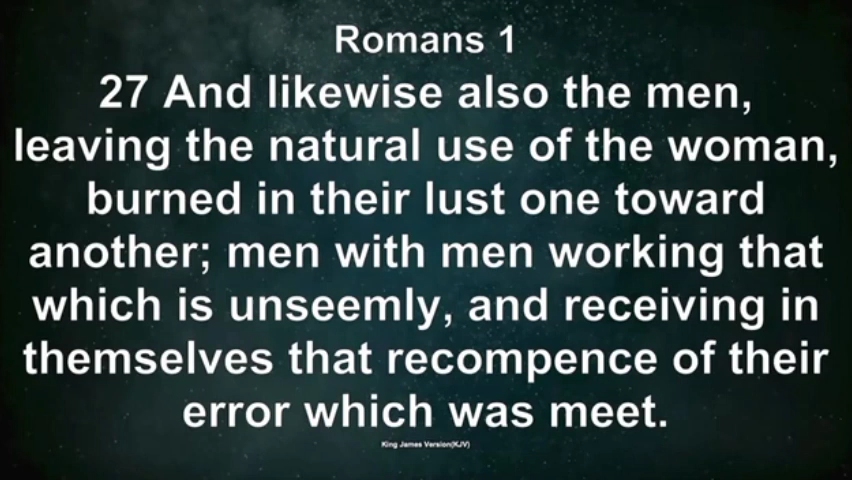 Romans 1
27 And likewise also the men,
leaving the natural use of the woman,
burned in their lust one toward
another; men with men working that
which is unseemly, and receiving in
themselves that recompence of their
error which was meet.
King James Version(KJV)